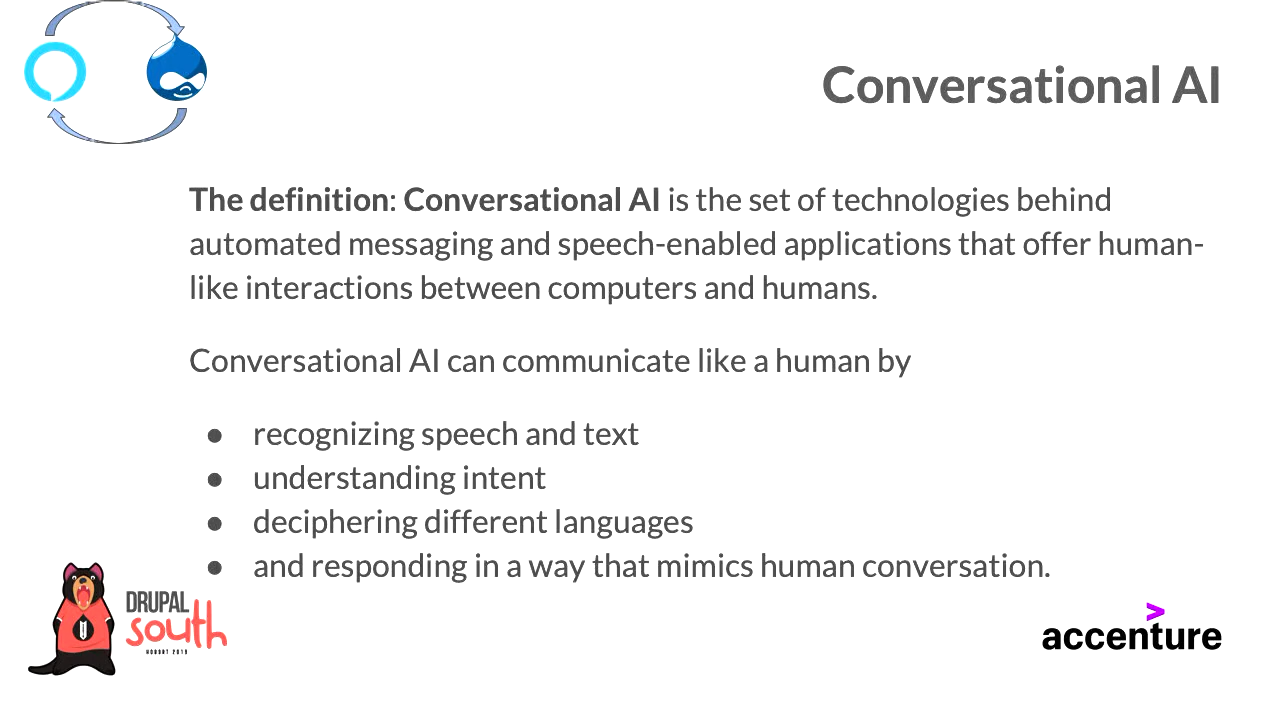 Conversational AI
The definition: Conversational AI is the set of technologies behind
automated messaging and speech-enabled applications that offer human-
like interactions between computers and humans.
Conversational AI can communicate like a human by
● recognizing speech and text
● understanding intent
● deciphering different languages
● and responding in a way that mimics human conversation.
DRUPAL
south
HOBART 2019
>
accenture